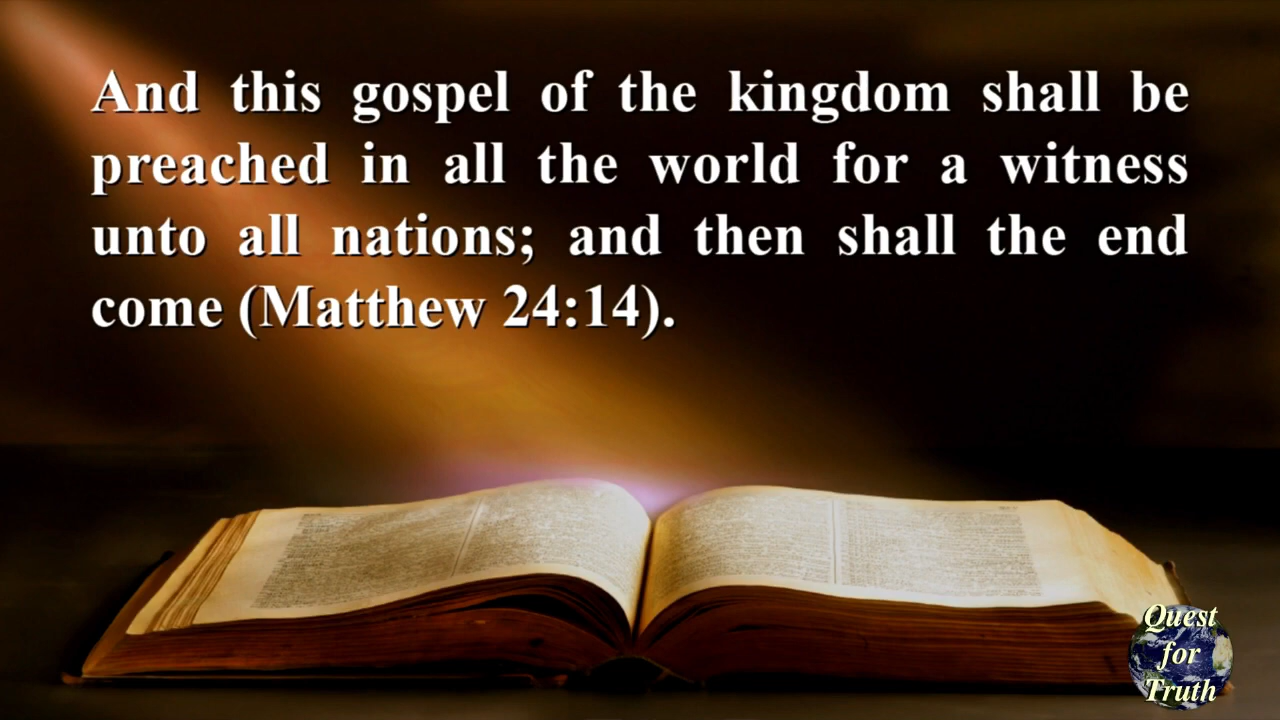 And this gospel of the kingdom shall be
preached in all the world for a witness
unto all nations; and then shall the end
come (Matthew 24:14).
Quest
for
Truth